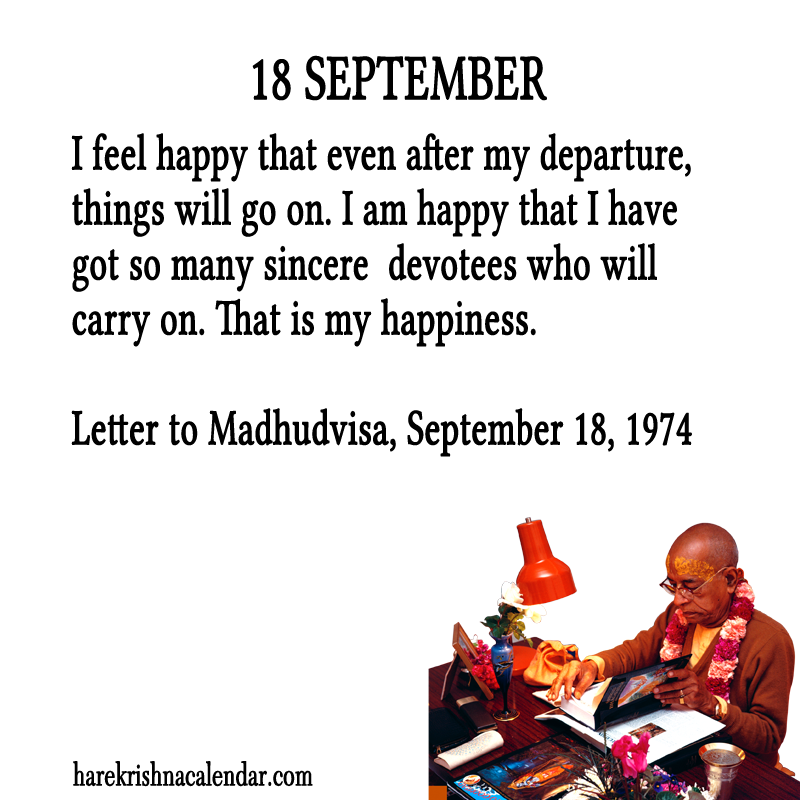 18 SEPTEMBER
I feel happy that even after my departure,
things will go on. I am happy that I have
got so many sincere  devotees who will
carry on. That is my happiness.
Letter to Madhudvisa, September 18, 1974
harekrishnacalendar.com